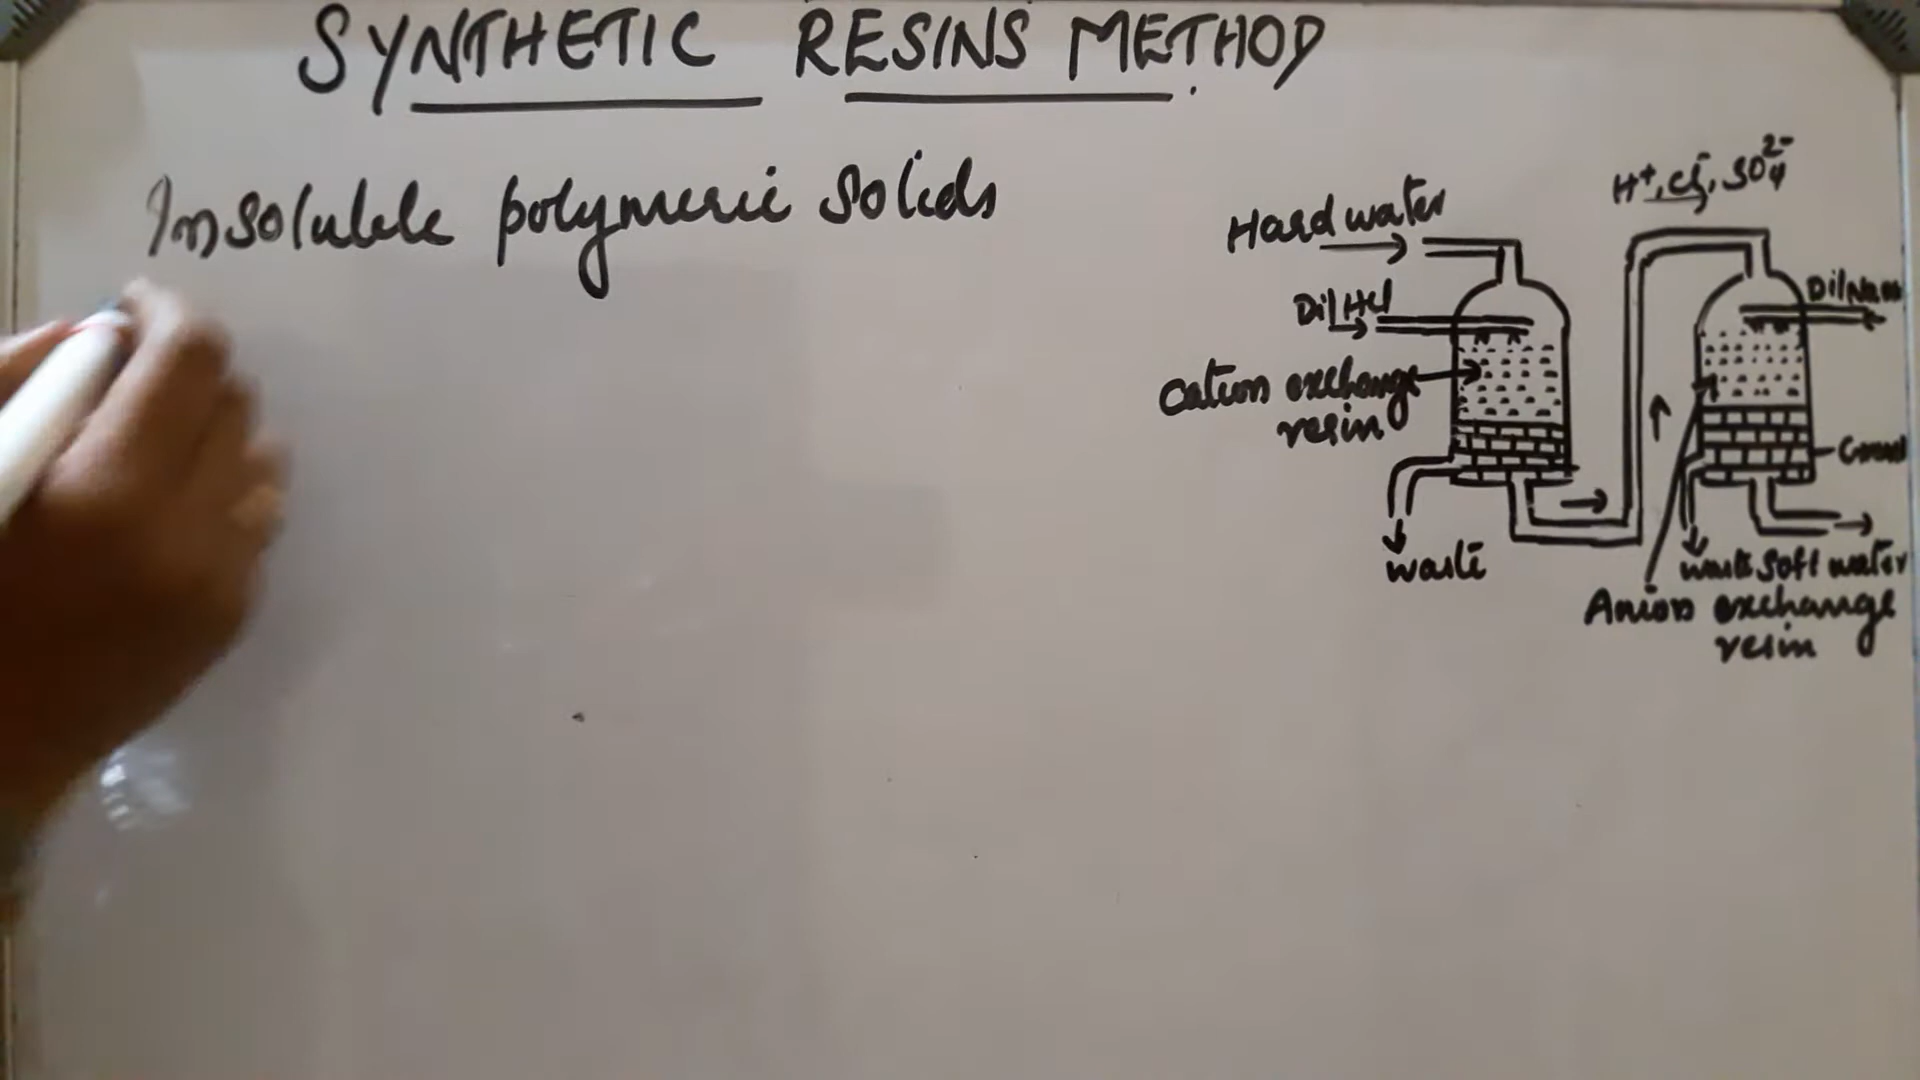 SYNTHETIC RESINS METHOD
Insoluble polymeric solids
H⁺, Cl⁻, SO₄²⁻
Hard water
Dil HCl
Dil NaOH
Cation exchange
resin
Gravel
waste
waste soft water
Anion exchange
resin